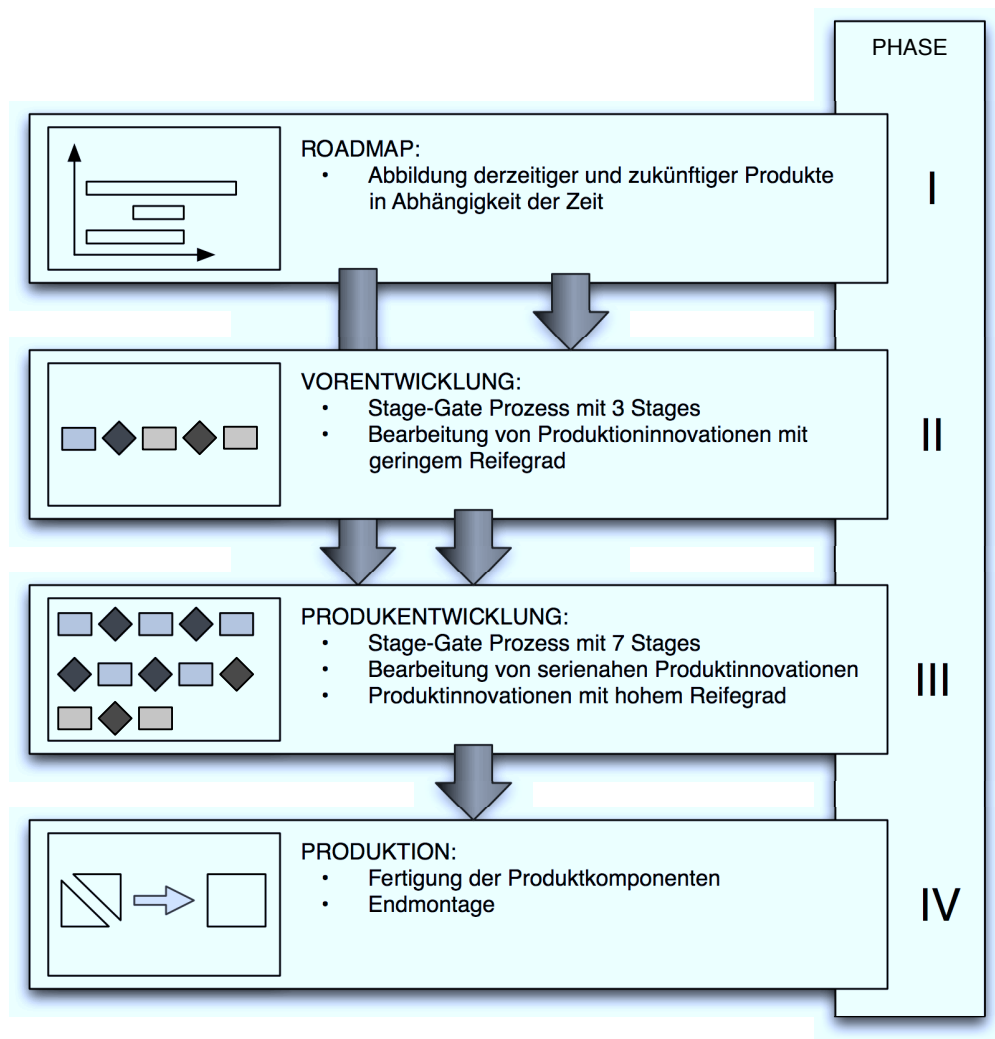 PHASE
ROADMAP:
• Abbildung derzeitiger und zukünftiger Produkte
in Abhängigkeit der Zeit
I
VORENTWICKLUNG:
• Stage-Gate Prozess mit 3 Stages
• Bearbeitung von Produktioninnovationen mit
geringem Reifegrad
II
PRODUKENTWICKLUNG:
• Stage-Gate Prozess mit 7 Stages
• Bearbeitung von serienahen Produktinnovationen
• Produktinnovationen mit hohem Reifegrad
III
PRODUKTION:
• Fertigung der Produktkomponenten
• Endmontage
IV